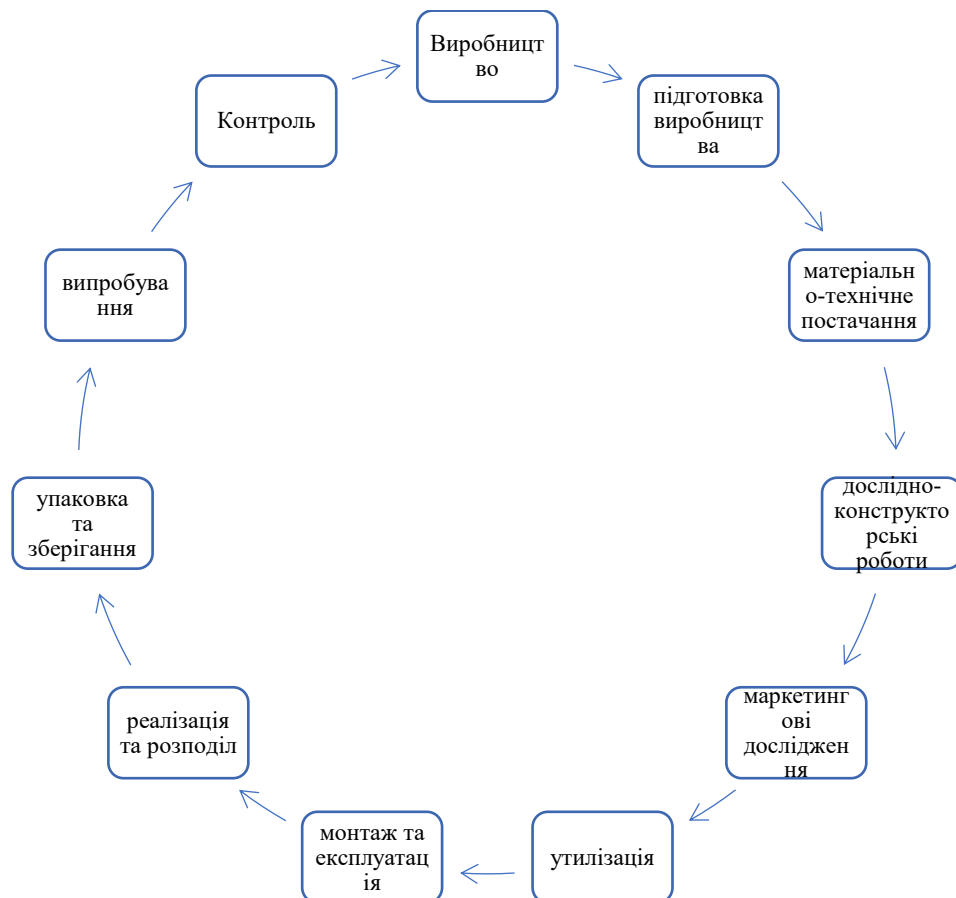 Виробницт
во
підготовка
виробницт
ва
матеріальн
о-технічне
постачання
дослідно-
конструкто
рські
роботи
маркетинг
ові
дослiджен
ня
утилізація
монтаж та
експлуатац
ія
реалізація
та розподіл
упаковка
та
зберігання
випробува
ння
Контроль